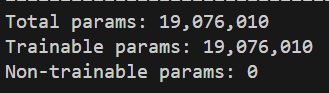 Total params: 19,076,010
Trainable params: 19,076,010
Non-trainable params: 0